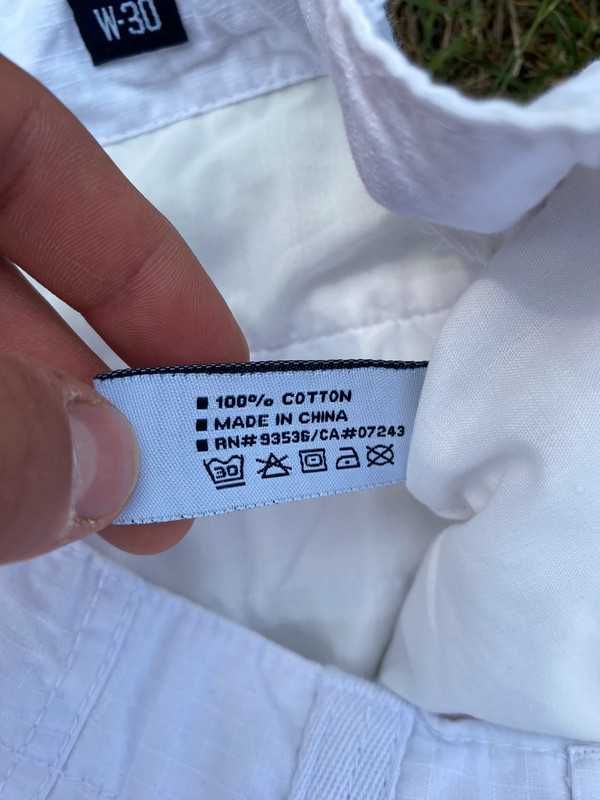 W-30
100% COTTON
MADE IN CHINA
RN# 93536/CA#07243
30